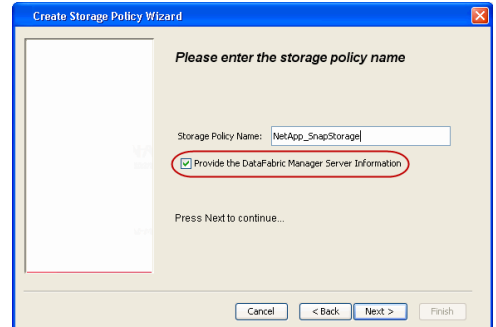 Create Storage Policy Wizard
Please enter the storage policy name
Storage Policy Name: NetApp_SnapStorage
Provide the DataFabric Manager Server Information
Press Next to continue...
Cancel < Back Next > Finish